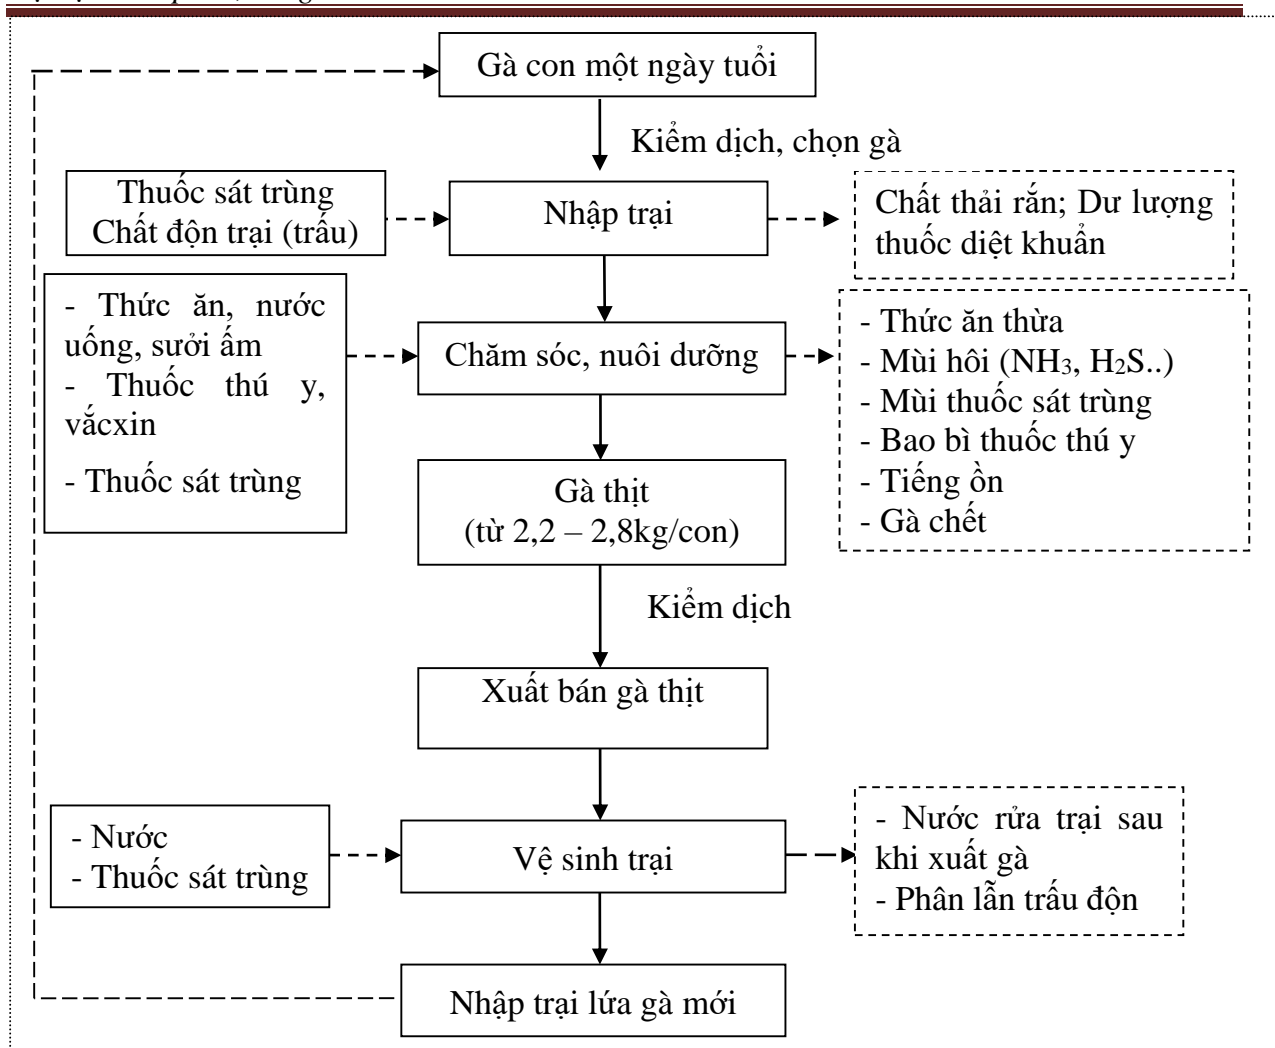 Gà con một ngày tuổi
Kiểm dịch, chọn gà
Thuốc sát trùng
Chất độn trại (trấu)
Nhập trại
Chất thải rắn; Dư lượng
thuốc diệt khuẩn
- Thức ăn, nước
uống, sưởi ấm
- Thuốc thú y,
vắcxin
- Thuốc sát trùng
Chăm sóc, nuôi dưỡng
- Thức ăn thừa
- Mùi hôi (NH₃, H₂S..)
- Mùi thuốc sát trùng
- Bao bì thuốc thú y
- Tiếng ồn
- Gà chết
Gà thịt
(từ 2,2 – 2,8kg/con)
Kiểm dịch
Xuất bán gà thịt
- Nước
- Thuốc sát trùng
Vệ sinh trại
- Nước rửa trại sau
khi xuất gà
- Phân lẫn trấu độn
Nhập trại lứa gà mới